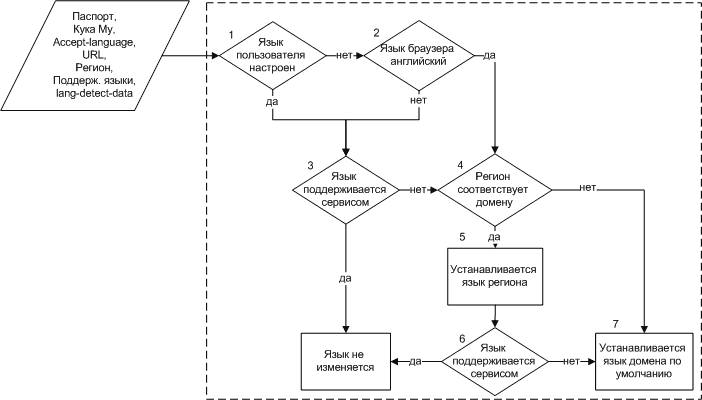 Паспорт,
Кука My,
Accept-language,
URL,
Регион,
Поддерж. языки,
lang-detect-data
1
Язык
пользователя
настроен
нет
2
Язык браузера
английский
да
да
нет
3
Язык
поддерживается
сервисом
нет
4
Регион
соответствует
домену
нет
да
5
да
Устанавливается
язык региона
6
Язык
поддерживается
сервисом
да
нет
Язык не
изменяется
7
Устанавливается
язык домена по
умолчанию